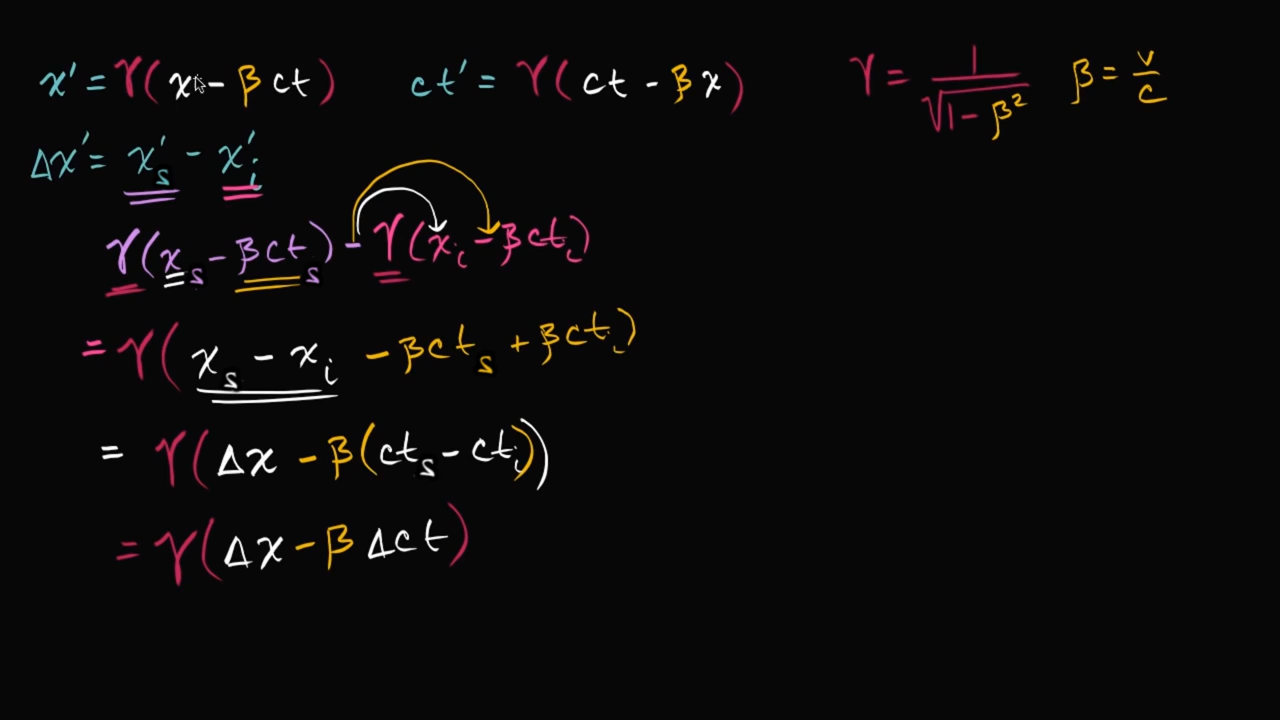 x' = γ(x - βct) ct' = γ(ct - βx) γ = 1/√(1 - β²) β = v/c
Δx' = x'ₛ - x'ᵢ
γ(xₛ - βctₛ) - γ(xᵢ - βctᵢ)
= γ(xₛ - xᵢ - βctₛ + βctᵢ)
= γ(Δx - β(ctₛ - ctᵢ))
= γ(Δx - βΔct)